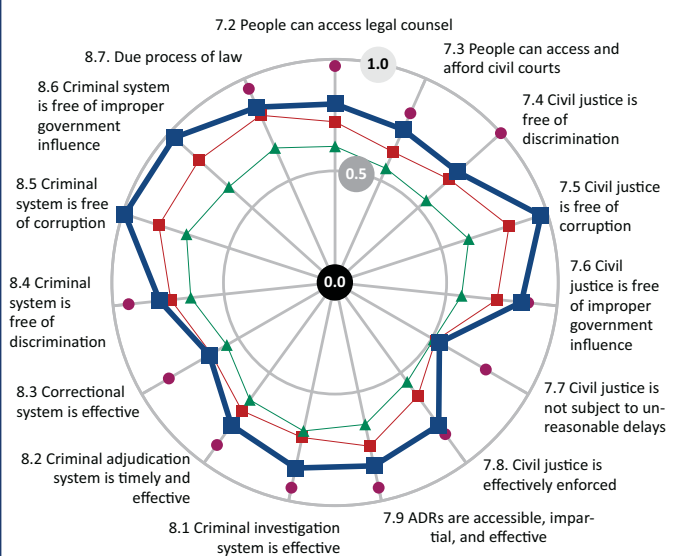 7.2 People can access legal counsel
1.0
7.3 People can access and
afford civil courts
7.4 Civil justice is
free of
discrimination
0.5
7.5 Civil justice
is free of
corruption
0.0
7.6 Civil
justice is free
of improper
government
influence
7.7 Civil justice is
not subject to un-
reasonable delays
7.8. Civil justice is
effectively enforced
7.9 ADRs are accessible, impar-
tial, and effective
8.1 Criminal investigation
system is effective
8.2 Criminal adjudication
system is timely and
effective
8.3 Correctional
system is effective
8.4 Criminal
system is
free of
discrimination
8.5 Criminal
system is free
of corruption
8.6 Criminal system
is free of improper
government
influence
8.7. Due process of law